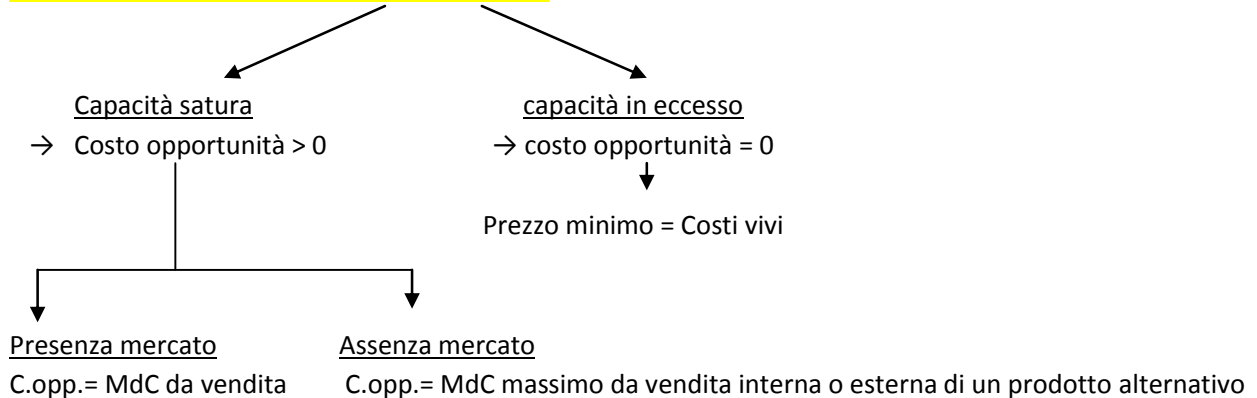 Capacità satura capacità in eccesso
→ Costo opportunità > 0 → costo opportunità = 0
Prezzo minimo = Costi vivi
Presenza mercato Assenza mercato
C.opp.= MdC da vendita C.opp.= MdC massimo da vendita interna o esterna di un prodotto alternativo